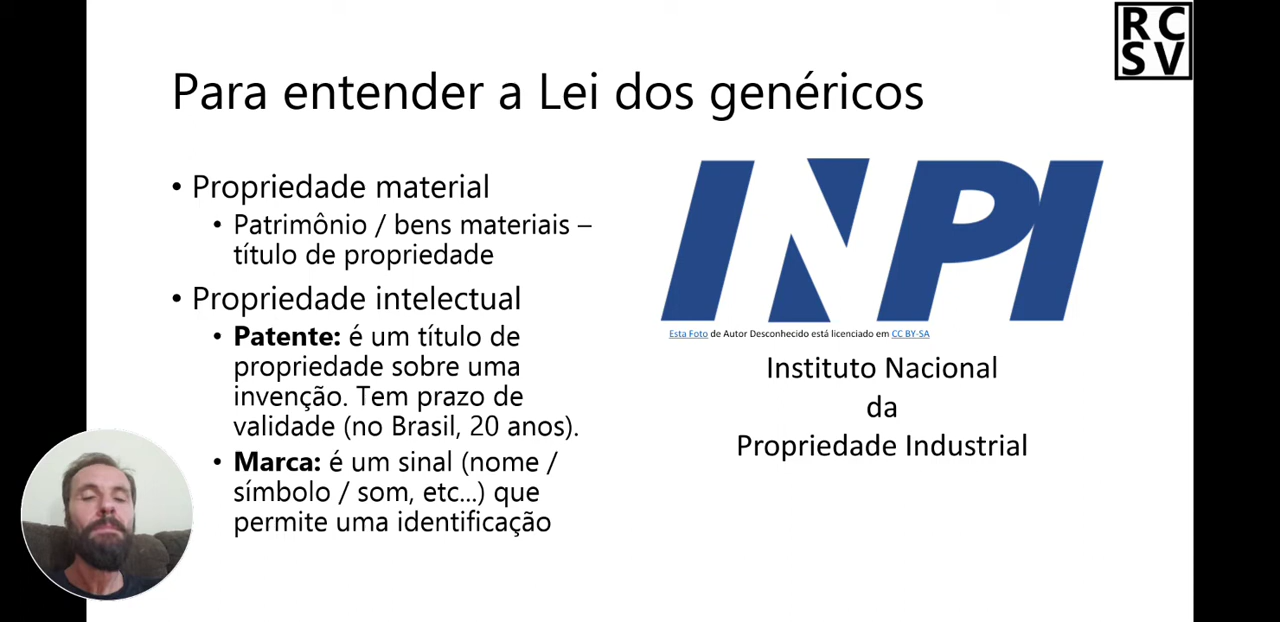 RC
SV
Para entender a Lei dos genéricos
• Propriedade material
• Patrimônio / bens materiais –
título de propriedade
• Propriedade intelectual
• Patente: é um título de
propriedade sobre uma
invenção. Tem prazo de
validade (no Brasil, 20 anos).
• Marca: é um sinal (nome /
símbolo / som, etc...) que
permite uma identificação
INPI
Esta Foto de Autor Desconhecido está licenciado em CC BY-SA
Instituto Nacional
da
Propriedade Industrial